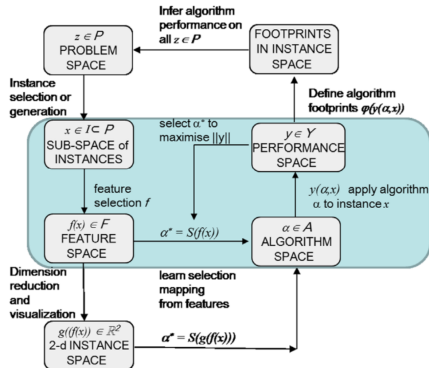 Infer algorithm
performance on
all z ∈ P
z ∈ P
PROBLEM
SPACE
FOOTPRINTS
IN INSTANCE
SPACE
Instance
selection or
generation
Define algorithm
footprints φ(y(α,x))
x ∈ I ⊂ P
SUB-SPACE of
INSTANCES
select α* to
maximise ||y||
y ∈ Y
PERFORMANCE
SPACE
feature
selection f
y(α,x) apply algorithm
α to instance x
f(x) ∈ F
FEATURE
SPACE
α* = S(f(x))
α ∈ A
ALGORITHM
SPACE
Dimension
reduction
and
visualization
learn selection
mapping
from features
g((f(x)) ∈ ℝ²
2-d INSTANCE
SPACE
α* = S(g(f(x)))